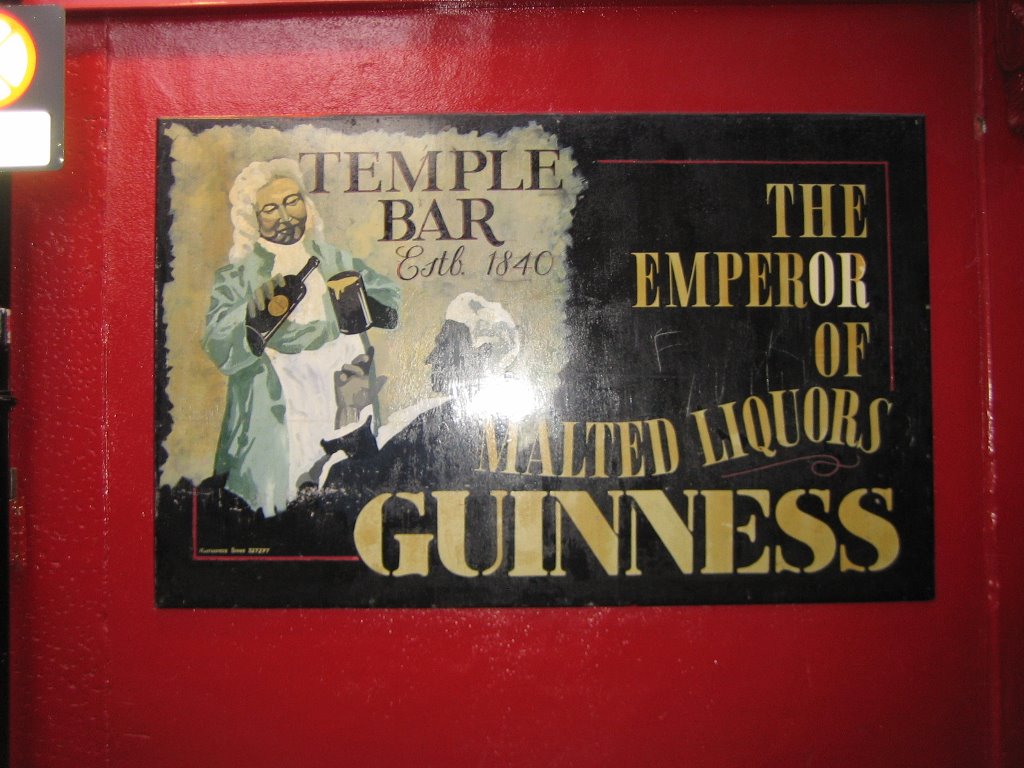 TEMPLE
BAR
Estb. 1840
THE
EMPEROR
OF
MALTED LIQUORS
GUINNESS